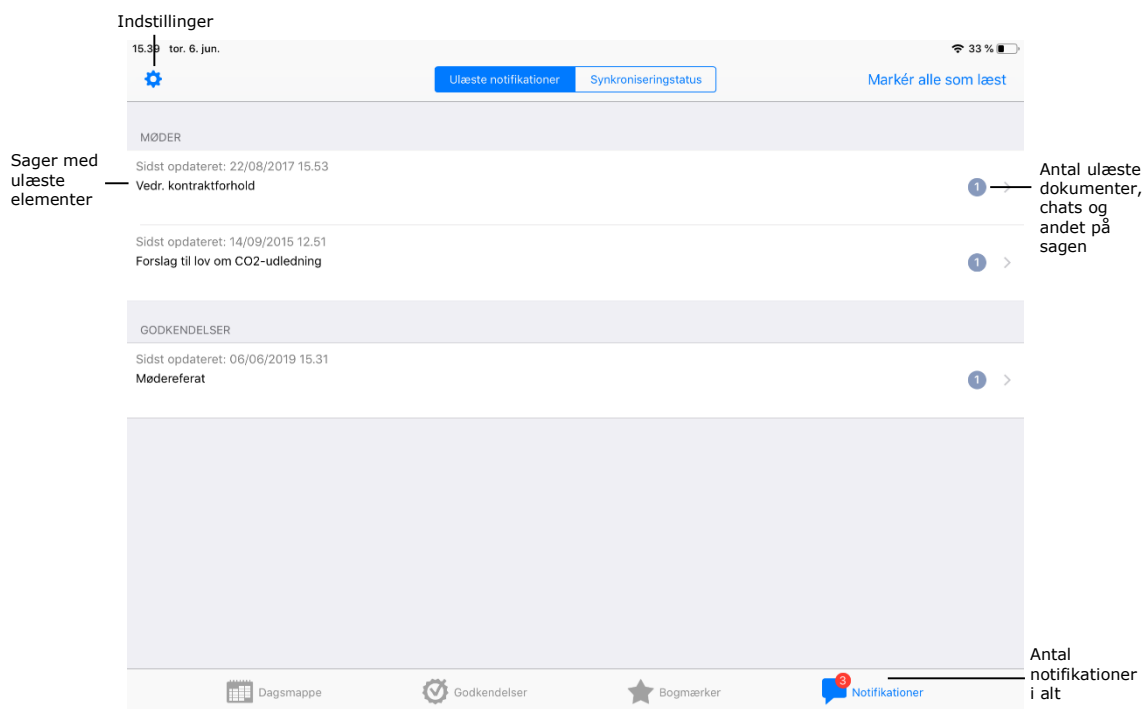 Indstillinger
15.39 tor. 6. jun.
33 %
Ulæste notifikationer
Synkroniseringstatus
Markér alle som læst
MØDER
Sidst opdateret: 22/08/2017 15.53
Vedr. kontraktforhold
1
Sidst opdateret: 14/09/2015 12.51
Forslag til lov om CO2-udledning
1
GODKENDELSER
Sidst opdateret: 06/06/2019 15.31
Mødereferat
1
Sager med
ulæste
elementer
Antal ulæste
dokumenter,
chats og
andet på
sagen
Dagsmappe
Godkendelser
Bogmærker
3
Notifikationer
Antal
notifikationer
i alt